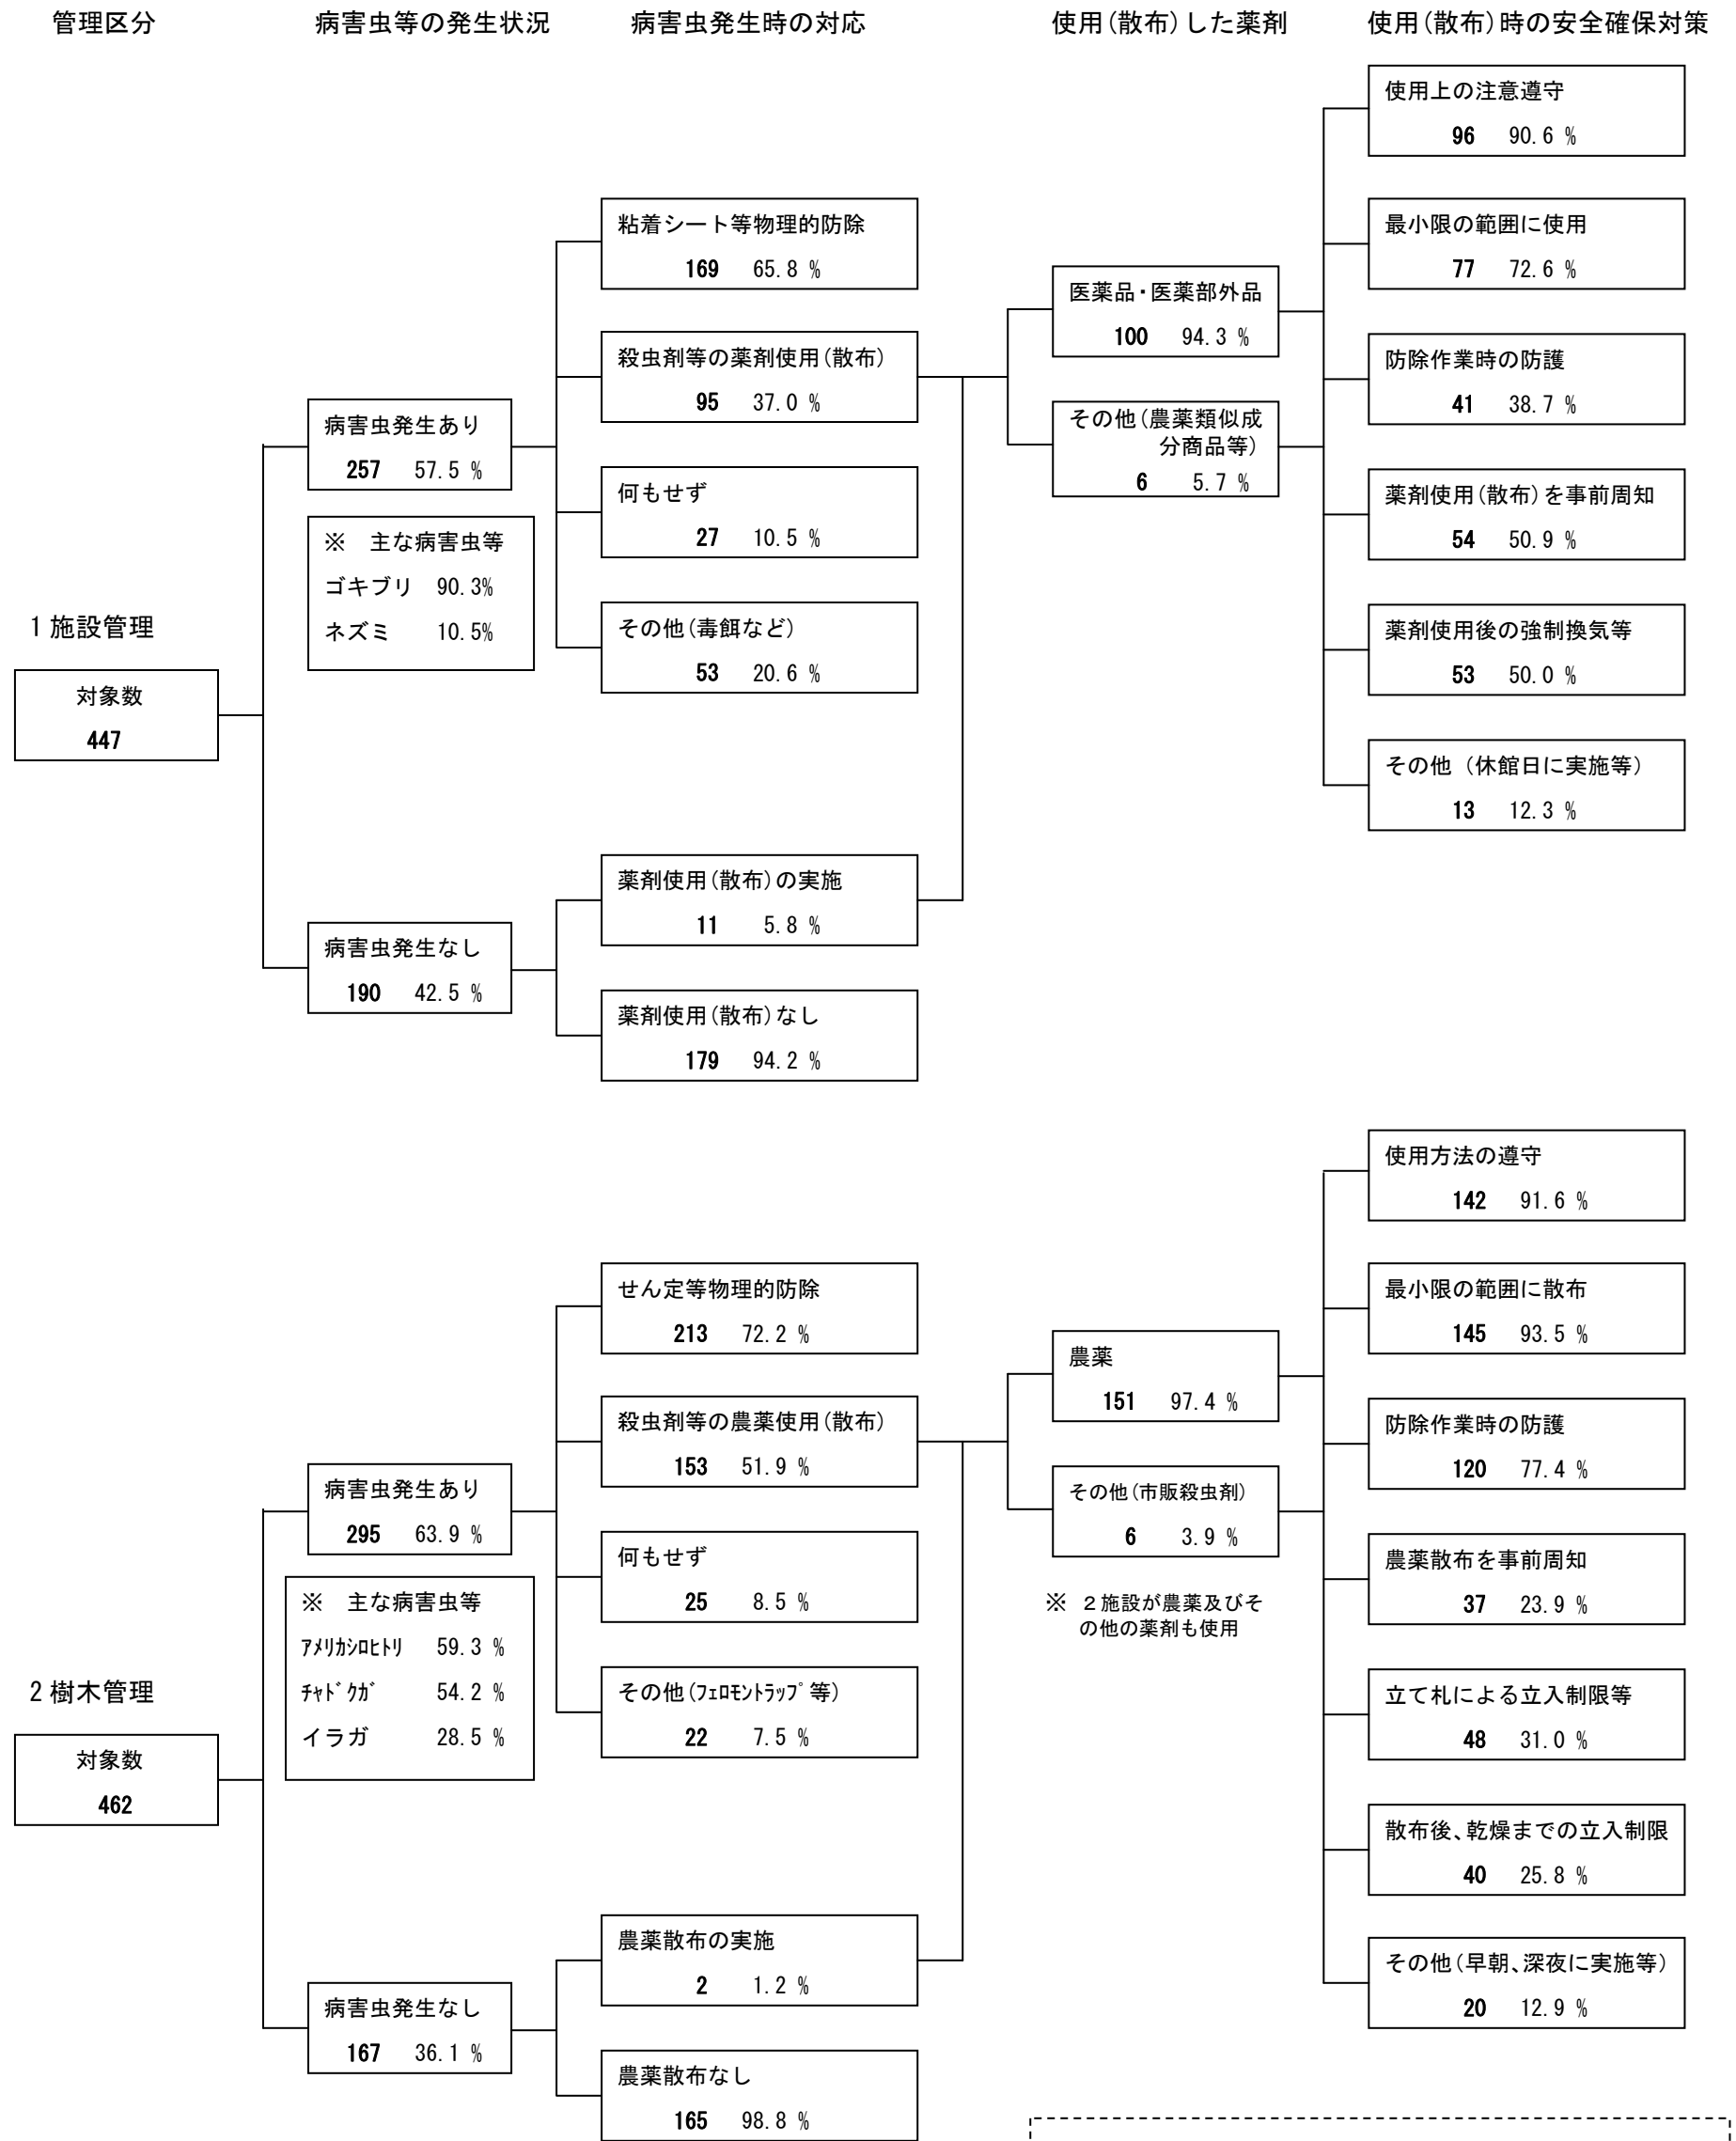 管理区分 病害虫等の発生状況 病害虫発生時の対応 使用(散布)した薬剤 使用(散布)時の安全確保対策
1 施設管理
対象数
447
病害虫発生あり
257 57.5 %
※ 主な病害虫等
ゴキブリ 90.3%
ネズミ 10.5%
病害虫発生なし
190 42.5 %
粘着シート等物理的防除
169 65.8 %
殺虫剤等の薬剤使用(散布)
95 37.0 %
何もせず
27 10.5 %
その他(毒餌など)
53 20.6 %
薬剤使用(散布)の実施
11 5.8 %
薬剤使用(散布)なし
179 94.2 %
医薬品・医薬部外品
100 94.3 %
その他(農薬類似成
分商品等)
6 5.7 %
使用上の注意遵守
96 90.6 %
最小限の範囲に使用
77 72.6 %
防除作業時の防護
41 38.7 %
薬剤使用(散布)を事前周知
54 50.9 %
薬剤使用後の強制換気等
53 50.0 %
その他（休館日に実施等)
13 12.3 %
2 樹木管理
対象数
462
病害虫発生あり
295 63.9 %
※ 主な病害虫等
ｱﾒﾘｶｼﾛﾋﾄﾘ 59.3 %
ﾁｬﾄﾞｸｶﾞ 54.2 %
イラガ 28.5 %
病害虫発生なし
167 36.1 %
せん定等物理的防除
213 72.2 %
殺虫剤等の農薬使用(散布)
153 51.9 %
何もせず
25 8.5 %
その他(ﾌｪﾛﾓﾝﾄﾗｯﾌﾟ等)
22 7.5 %
農薬散布の実施
2 1.2 %
農薬散布なし
165 98.8 %
農薬
151 97.4 %
その他(市販殺虫剤)
6 3.9 %
※ ２施設が農薬及びそ
の他の薬剤も使用
使用方法の遵守
142 91.6 %
最小限の範囲に散布
145 93.5 %
防除作業時の防護
120 77.4 %
農薬散布を事前周知
37 23.9 %
立て札による立入制限等
48 31.0 %
散布後、乾燥までの立入制限
40 25.8 %
その他(早朝、深夜に実施等)
20 12.9 %